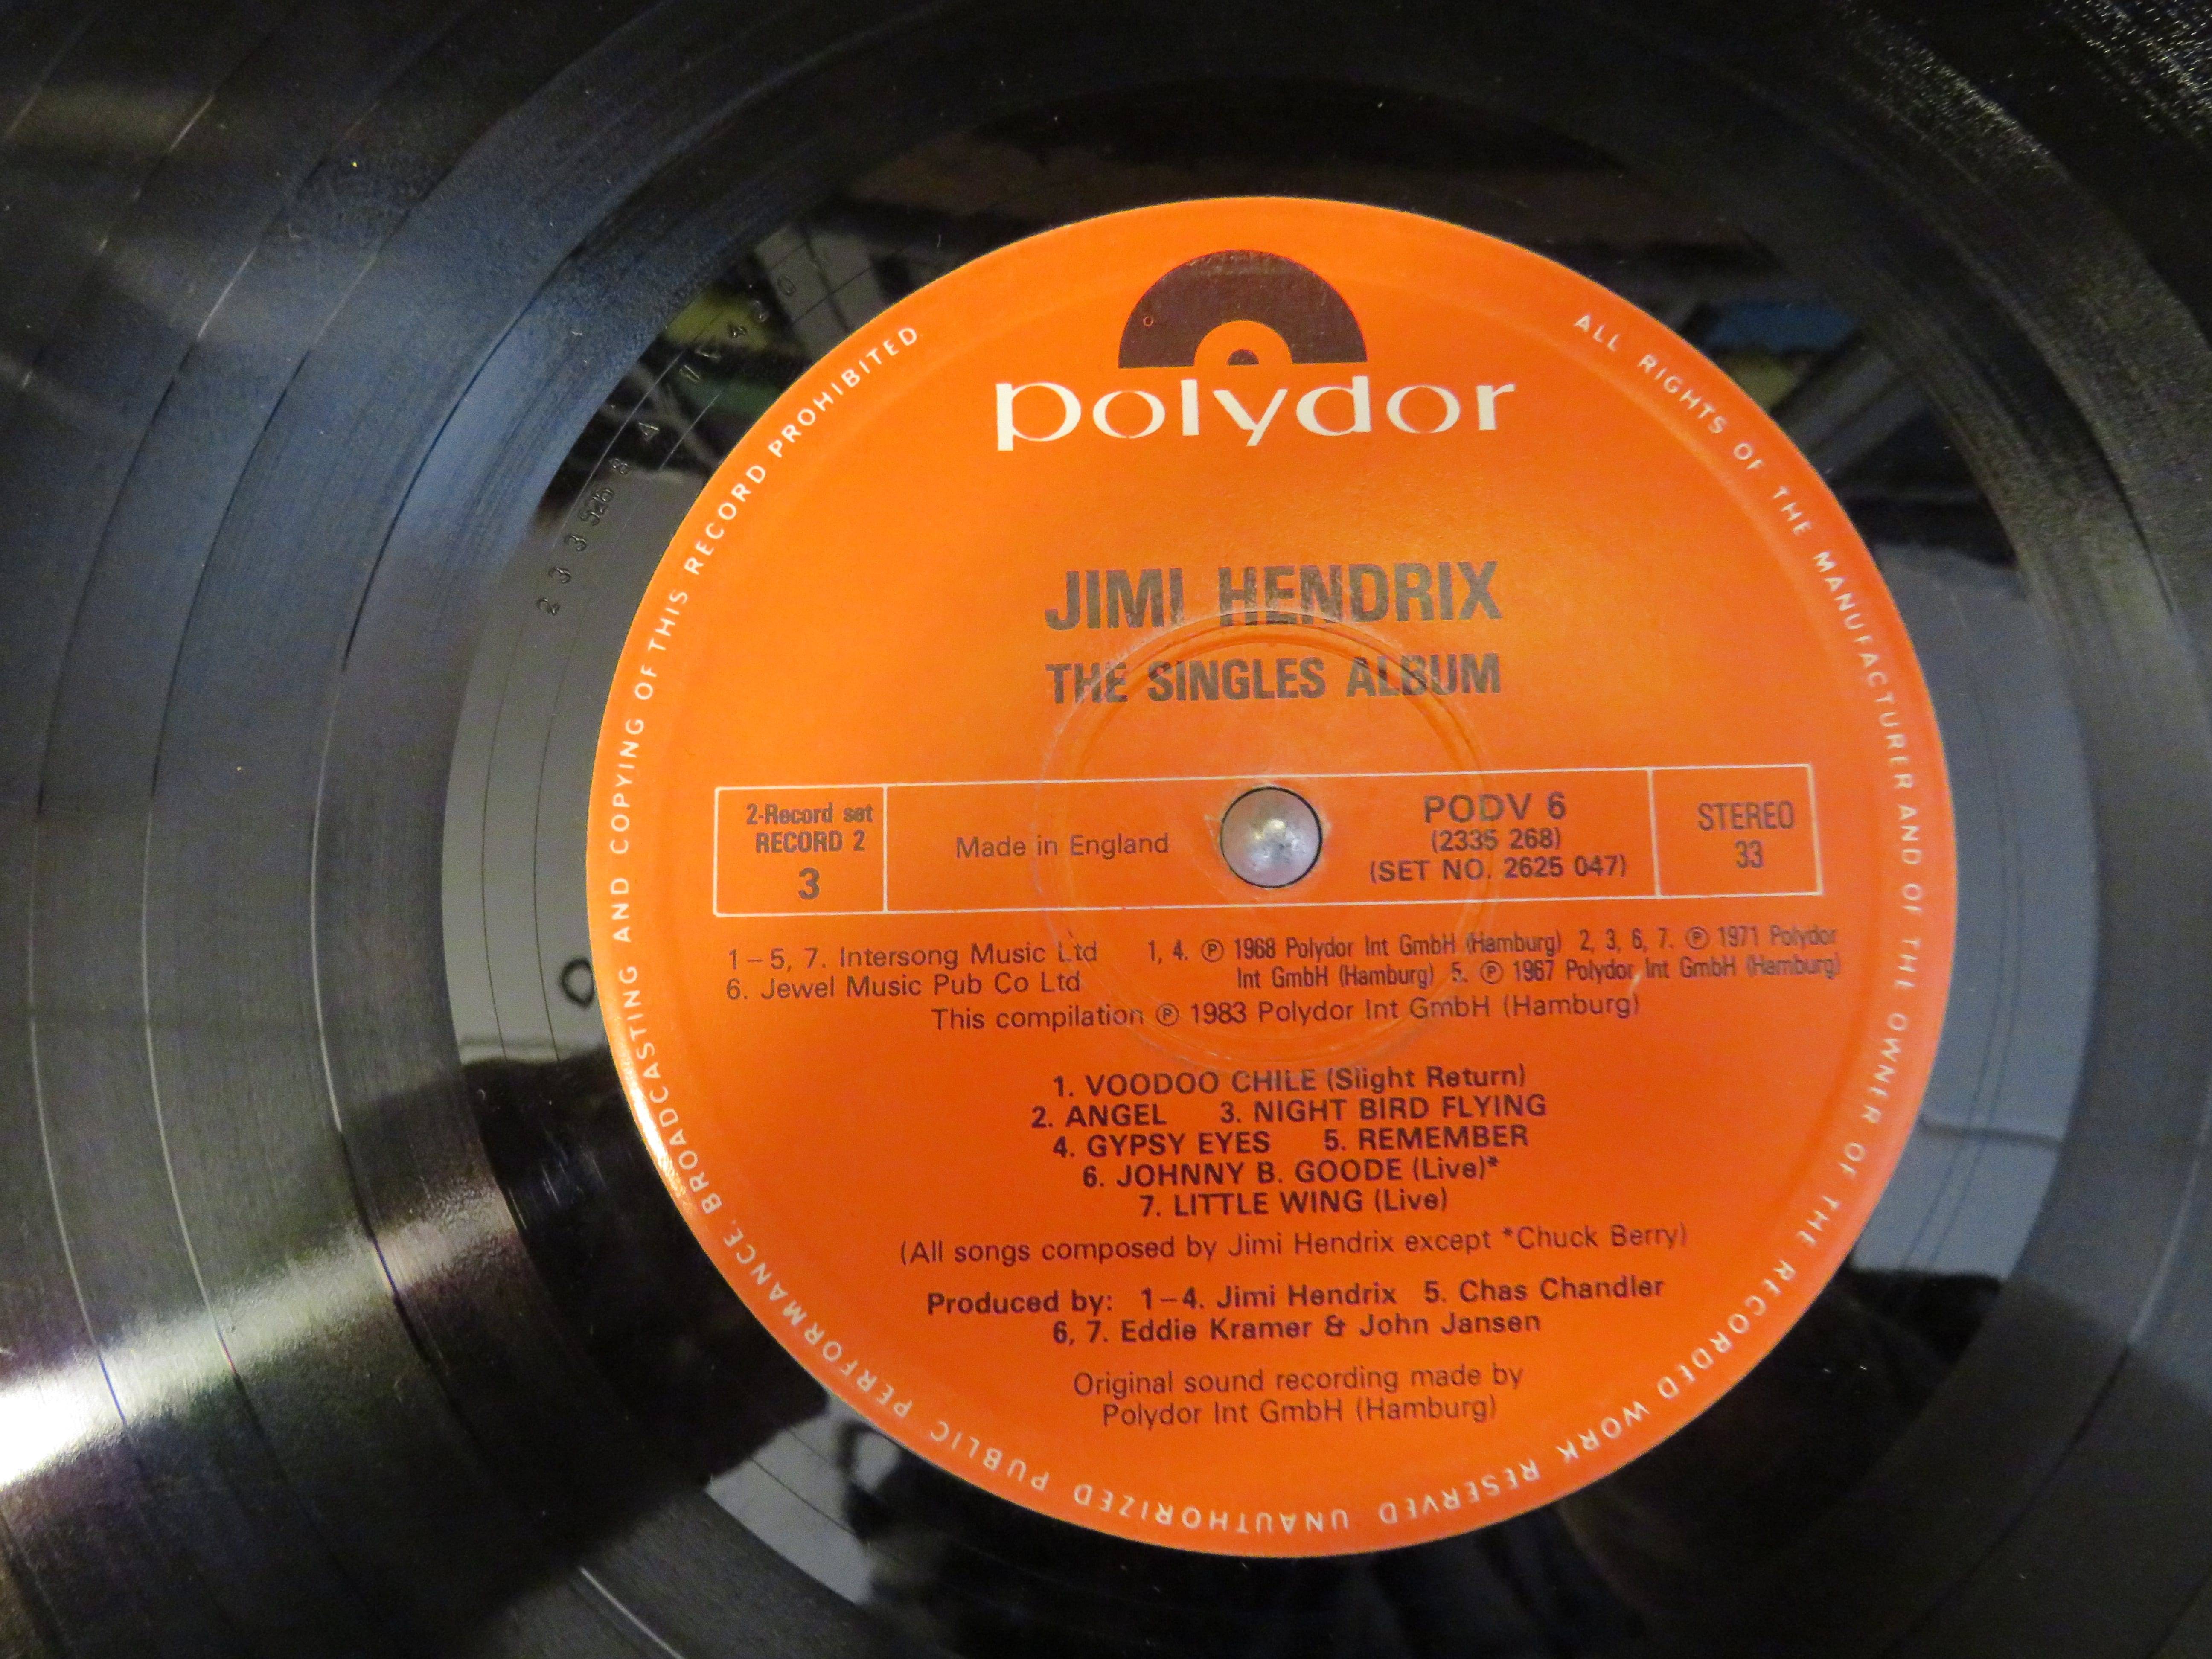 polydor
JIMI HENDRIX
THE SINGLES ALBUM
2-Record set
RECORD 2
3
Made in England
PODV 6
(2335 268)
(SET NO. 2625 047)
STEREO
33
1–5, 7. Intersong Music Ltd
6. Jewel Music Pub Co Ltd
1, 4. ℗ 1968 Polydor Int GmbH (Hamburg) 2, 3, 6, 7. ℗ 1971 Polydor
Int GmbH (Hamburg) 5. ℗ 1967 Polydor Int GmbH (Hamburg)
This compilation ℗ 1983 Polydor Int GmbH (Hamburg)
1. VOODOO CHILE (Slight Return)
2. ANGEL 3. NIGHT BIRD FLYING
4. GYPSY EYES 5. REMEMBER
6. JOHNNY B. GOODE (Live)*
7. LITTLE WING (Live)
(All songs composed by Jimi Hendrix except *Chuck Berry)
Produced by: 1–4. Jimi Hendrix 5. Chas Chandler
6, 7. Eddie Kramer & John Jansen
Original sound recording made by
Polydor Int GmbH (Hamburg)
ALL RIGHTS OF THE MANUFACTURER AND OF THE OWNER OF THE RECORDED WORK RESERVED UNAUTHORIZED PUBLIC PERFORMANCE, BROADCASTING AND COPYING OF THIS RECORD PROHIBITED